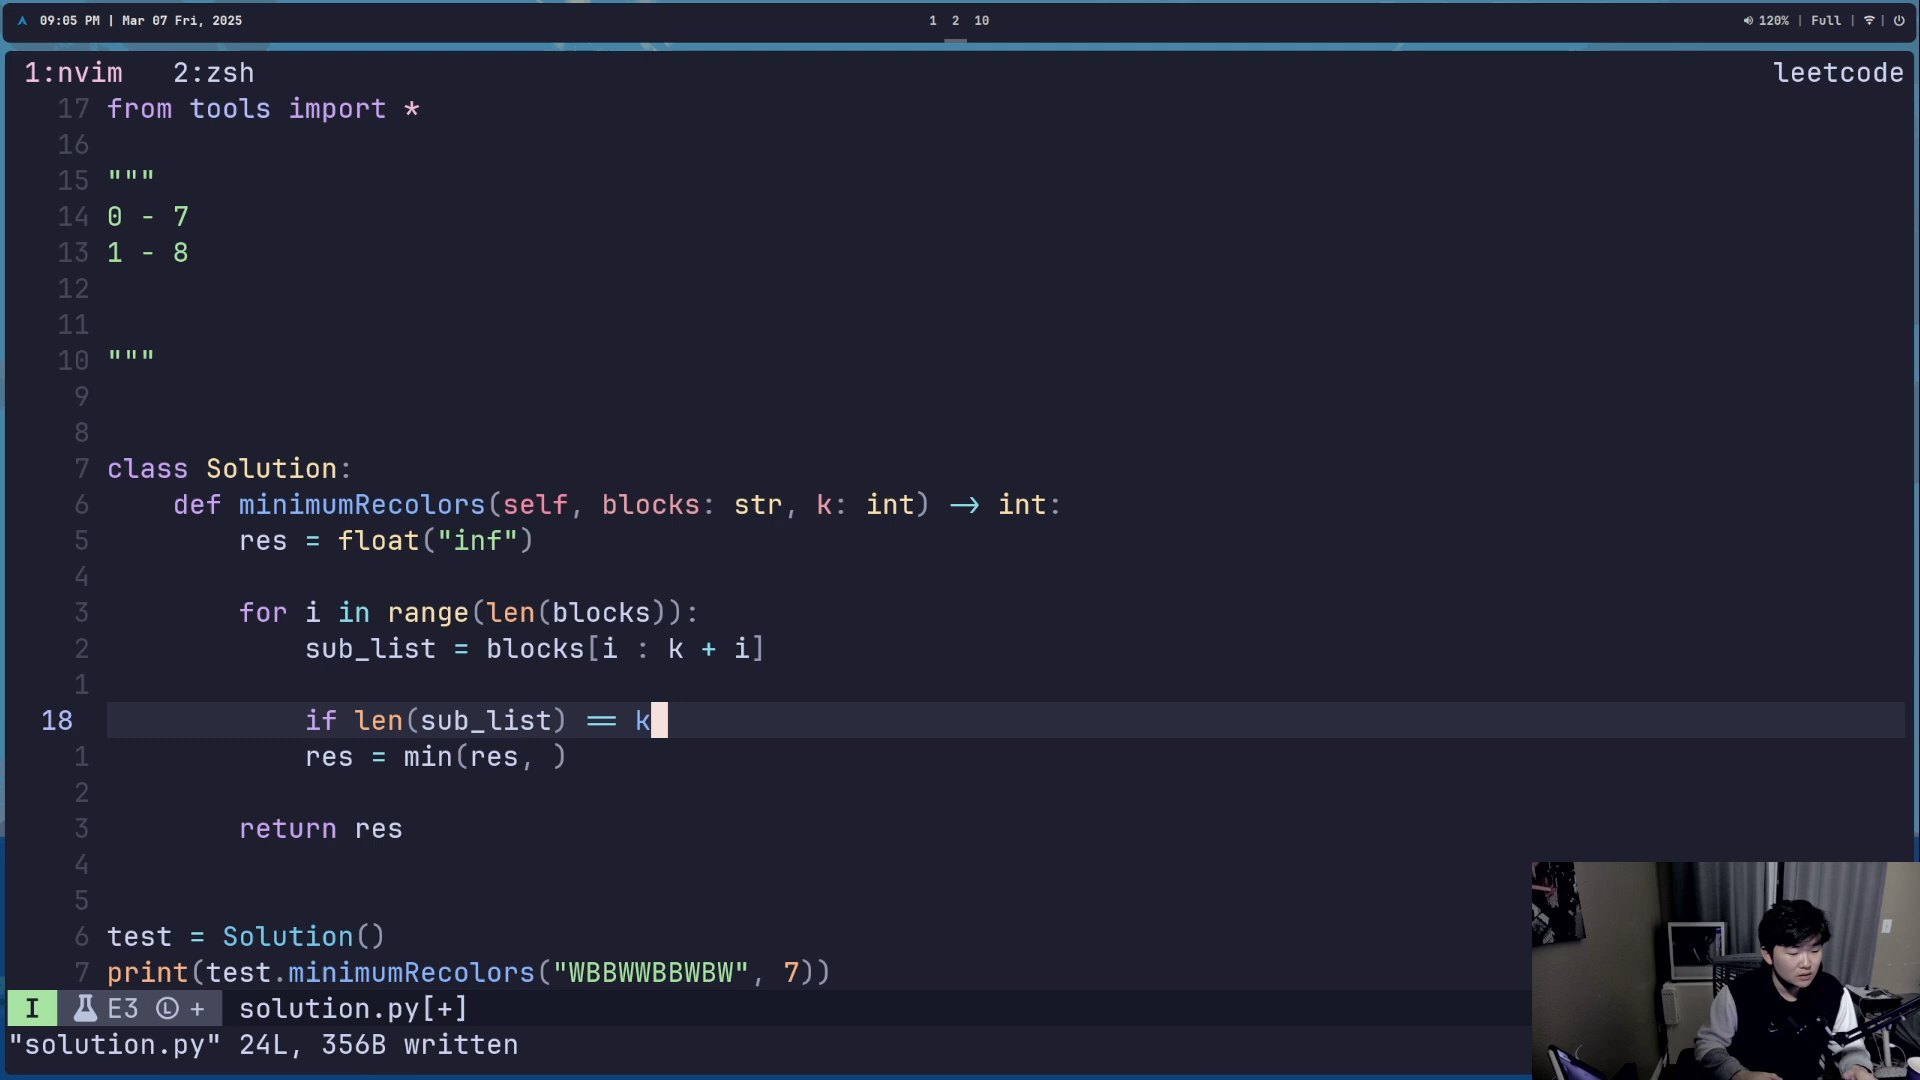 09:05 PM | Mar 07 Fri, 2025
1 2 10
120% | Full
1:nvim 2:zsh
leetcode
17 from tools import *
16
15 """
14 0 - 7
13 1 - 8
12
11
10 """
9
8
7 class Solution:
6 def minimumRecolors(self, blocks: str, k: int) -> int:
5 res = float("inf")
4
3 for i in range(len(blocks)):
2 sub_list = blocks[i : k + i]
1
18 if len(sub_list) == k
1 res = min(res, )
2
3 return res
4
5
6 test = Solution()
7 print(test.minimumRecolors("WBBWWBBWBW", 7))
I E3 L + solution.py[+]
"solution.py" 24L, 356B written